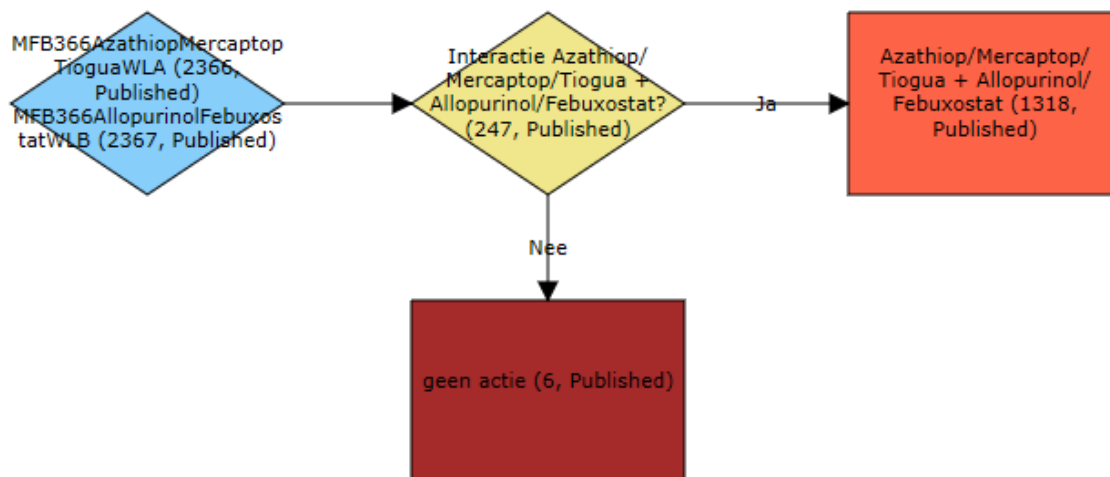 MFB366AzathiopMercaptop
TioguaWLA (2366,
Published)
MFB366AllopurinolFebuxos
tatWLB (2367, Published)
Interactie Azathiop/
Mercaptop/Tiogua +
Allopurinol/Febuxostat?
(247, Published)
Ja
Azathiop/Mercaptop/
Tiogua + Allopurinol/
Febuxostat (1318,
Published)
Nee
geen actie (6, Published)